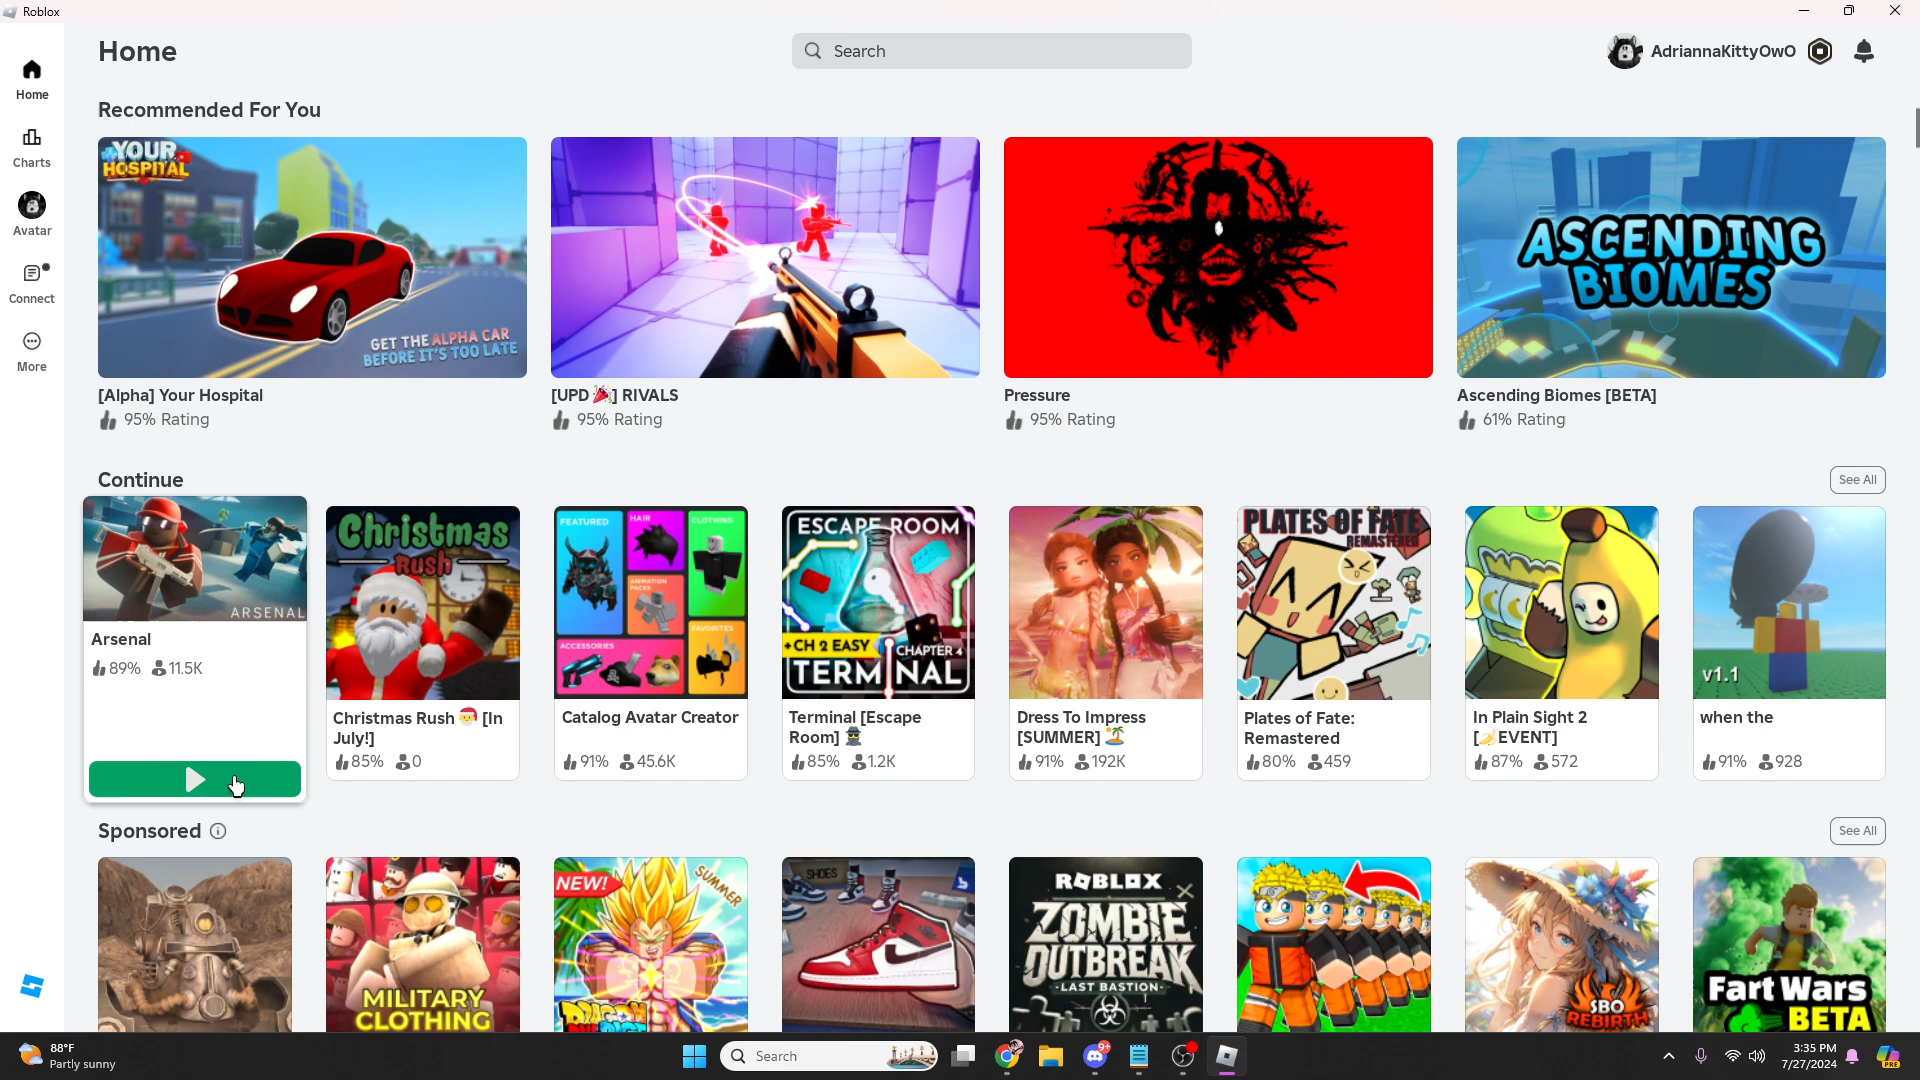 Roblox
Home
Search
AdriannaKittyOwO
Home
Charts
Avatar
Connect
More
Recommended For You
YOUR
HOSPITAL
GET THE ALPHA CAR
BEFORE IT'S TOO LATE
ASCENDING
BIOMES
[Alpha] Your Hospital
95% Rating
[UPD 🎉] RIVALS
95% Rating
Pressure
95% Rating
Ascending Biomes [BETA]
61% Rating
Continue
See All
ARSENAL
Arsenal
89% 11.5K
Christmas
Rush
Christmas Rush 🎅 [In
July!]
85% 0
FEATURED
HAIR
CLOTHING
ANIMATION
PACKS
ACCESSORIES
FAVORITES
Catalog Avatar Creator
91% 45.6K
ESCAPE ROOM
+CH 2 EASY
CHAPTER 4
TERMINAL
Terminal [Escape
Room] 🕵
85% 1.2K
Dress To Impress
[SUMMER] 🏝
91% 192K
PLATES OF FATE
REMASTERED
Plates of Fate:
Remastered
80% 459
In Plain Sight 2
[🍌EVENT]
87% 572
v1.1
when the
91% 928
Sponsored
See All
MILITARY
CLOTHING
NEW!
SUMMER
DRAGON
SHOES
ROBLOX
ZOMBIE
OUTBREAK
-LAST BASTION-
SBO
REBIRTH
Fart Wars
BETA
88°F
Partly sunny
Search
9+
3:35 PM
7/27/2024
PRE